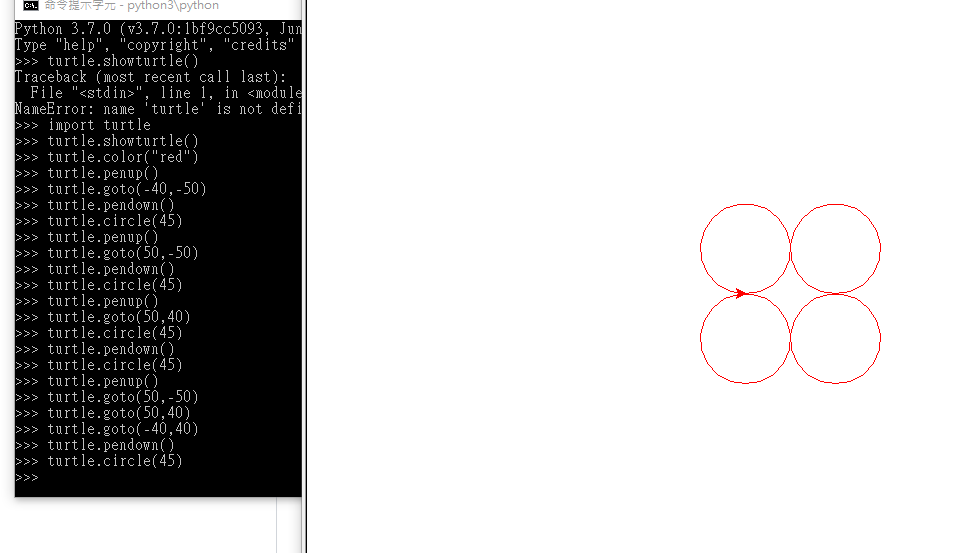 命令提示字元 - python3\python
Python 3.7.0 (v3.7.0:1bf9cc5093, Jun
Type "help", "copyright", "credits"
>>> turtle.showturtle()
Traceback (most recent call last):
  File "<stdin>", line 1, in <module
NameError: name 'turtle' is not defi
>>> import turtle
>>> turtle.showturtle()
>>> turtle.color("red")
>>> turtle.penup()
>>> turtle.goto(-40,-50)
>>> turtle.pendown()
>>> turtle.circle(45)
>>> turtle.penup()
>>> turtle.goto(50,-50)
>>> turtle.pendown()
>>> turtle.circle(45)
>>> turtle.penup()
>>> turtle.goto(50,40)
>>> turtle.circle(45)
>>> turtle.pendown()
>>> turtle.circle(45)
>>> turtle.penup()
>>> turtle.goto(50,-50)
>>> turtle.goto(50,40)
>>> turtle.goto(-40,40)
>>> turtle.pendown()
>>> turtle.circle(45)
>>>